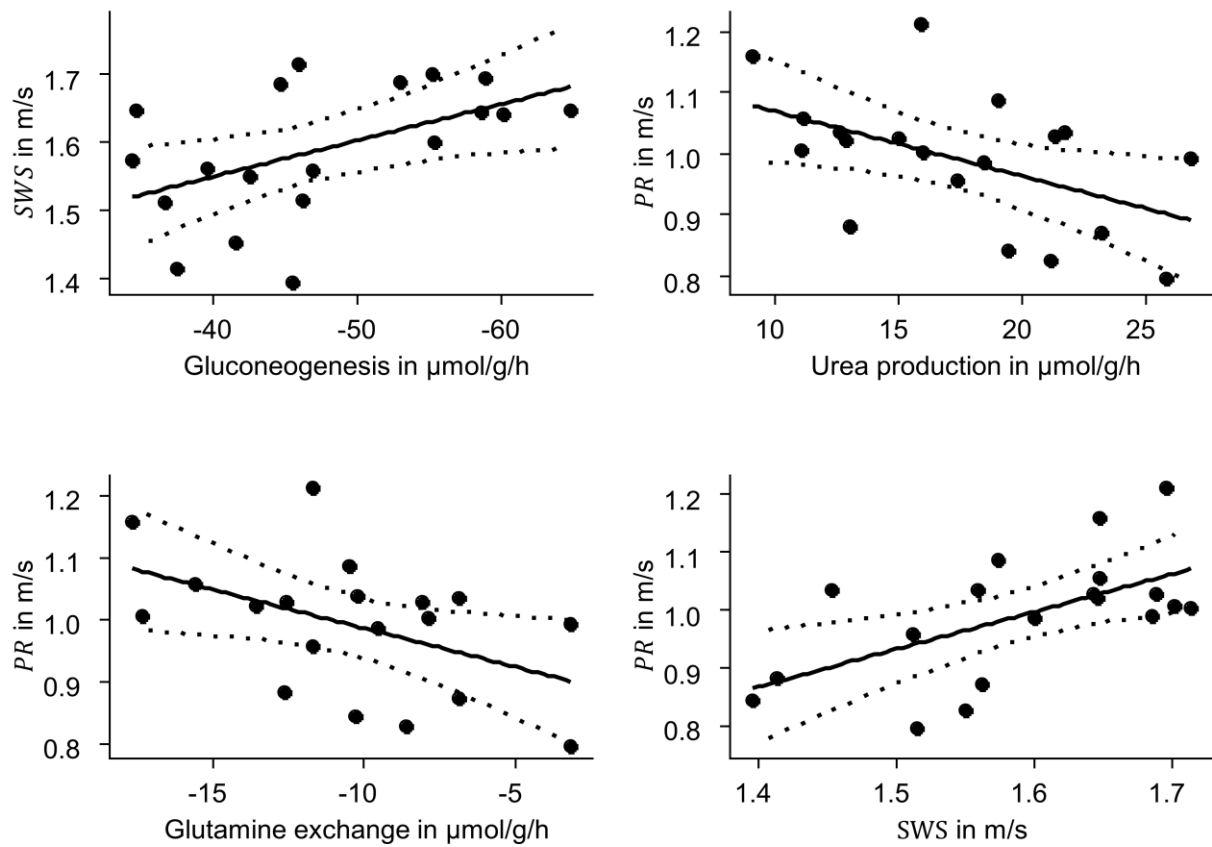 SWS in m/s
1.7
1.6
1.5
1.4
-40 -50 -60
Gluconeogenesis in µmol/g/h
PR in m/s
1.2
1.1
1.0
0.9
0.8
10 15 20 25
Urea production in µmol/g/h
PR in m/s
1.2
1.1
1.0
0.9
0.8
-15 -10 -5
Glutamine exchange in µmol/g/h
PR in m/s
1.2
1.1
1.0
0.9
0.8
1.4 1.5 1.6 1.7
SWS in m/s